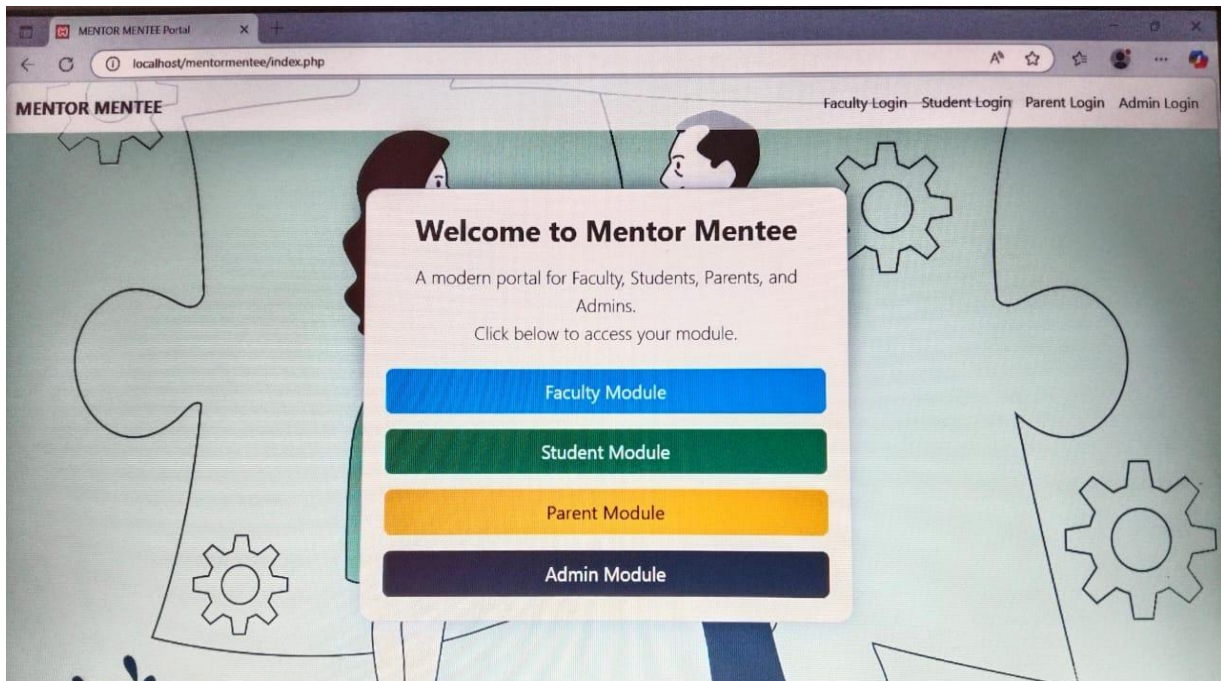 MENTOR MENTEE Portal
localhost/mentormentee/index.php
MENTOR MENTEE
Faculty Login Student Login Parent Login Admin Login
Welcome to Mentor Mentee
A modern portal for Faculty, Students, Parents, and
Admins.
Click below to access your module.
Faculty Module
Student Module
Parent Module
Admin Module